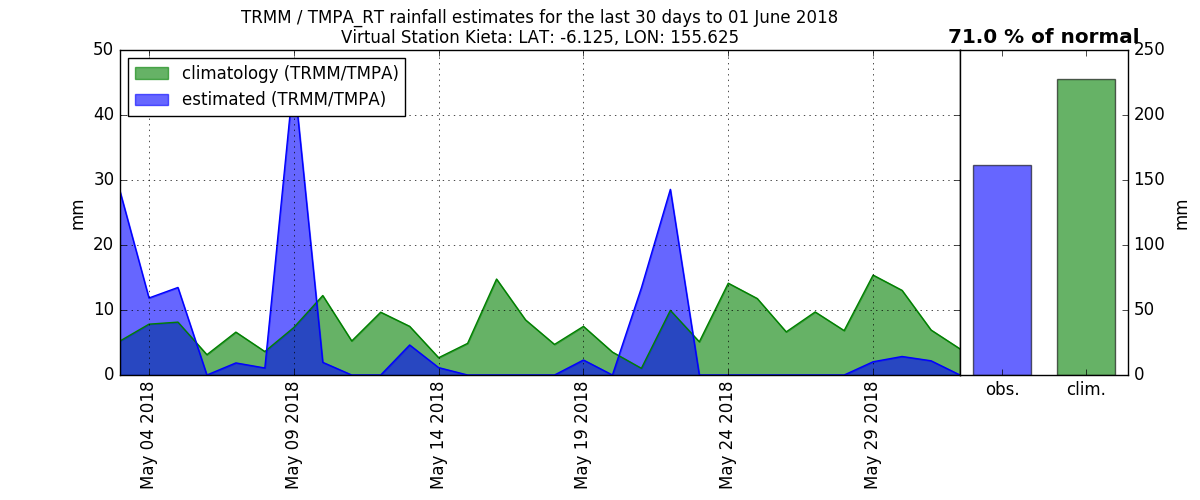 TRMM / TMPA_RT rainfall estimates for the last 30 days to 01 June 2018
Virtual Station Kieta: LAT: -6.125, LON: 155.625
71.0 % of normal
climatology (TRMM/TMPA)
estimated (TRMM/TMPA)
50
40
30
20
10
0
mm
May 04 2018
May 09 2018
May 14 2018
May 19 2018
May 24 2018
May 29 2018
250
200
150
100
50
0
mm
obs.
clim.